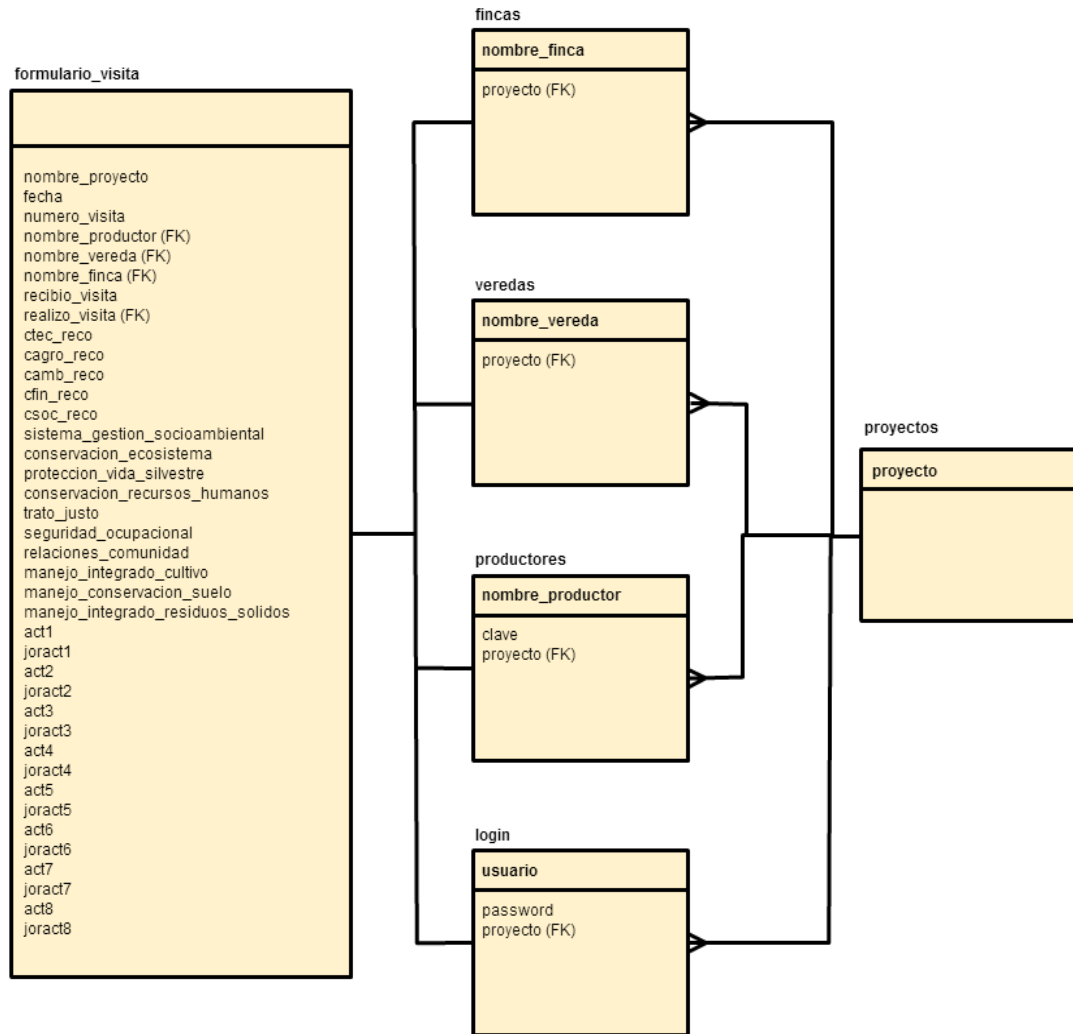 formulario_visita
nombre_proyecto
fecha
numero_visita
nombre_productor (FK)
nombre_vereda (FK)
nombre_finca (FK)
recibio_visita
realizo_visita (FK)
ctec_reco
cagro_reco
camb_reco
cfin_reco
csoc_reco
sistema_gestion_socioambiental
conservacion_ecosistema
proteccion_vida_silvestre
conservacion_recursos_humanos
trato_justo
seguridad_ocupacional
relaciones_comunidad
manejo_integrado_cultivo
manejo_conservacion_suelo
manejo_integrado_residuos_solidos
act1
joract1
act2
joract2
act3
joract3
act4
joract4
act5
joract5
act6
joract6
act7
joract7
act8
joract8
fincas
nombre_finca
proyecto (FK)
veredas
nombre_vereda
proyecto (FK)
productores
nombre_productor
clave
proyecto (FK)
login
usuario
password
proyecto (FK)
proyectos
proyecto